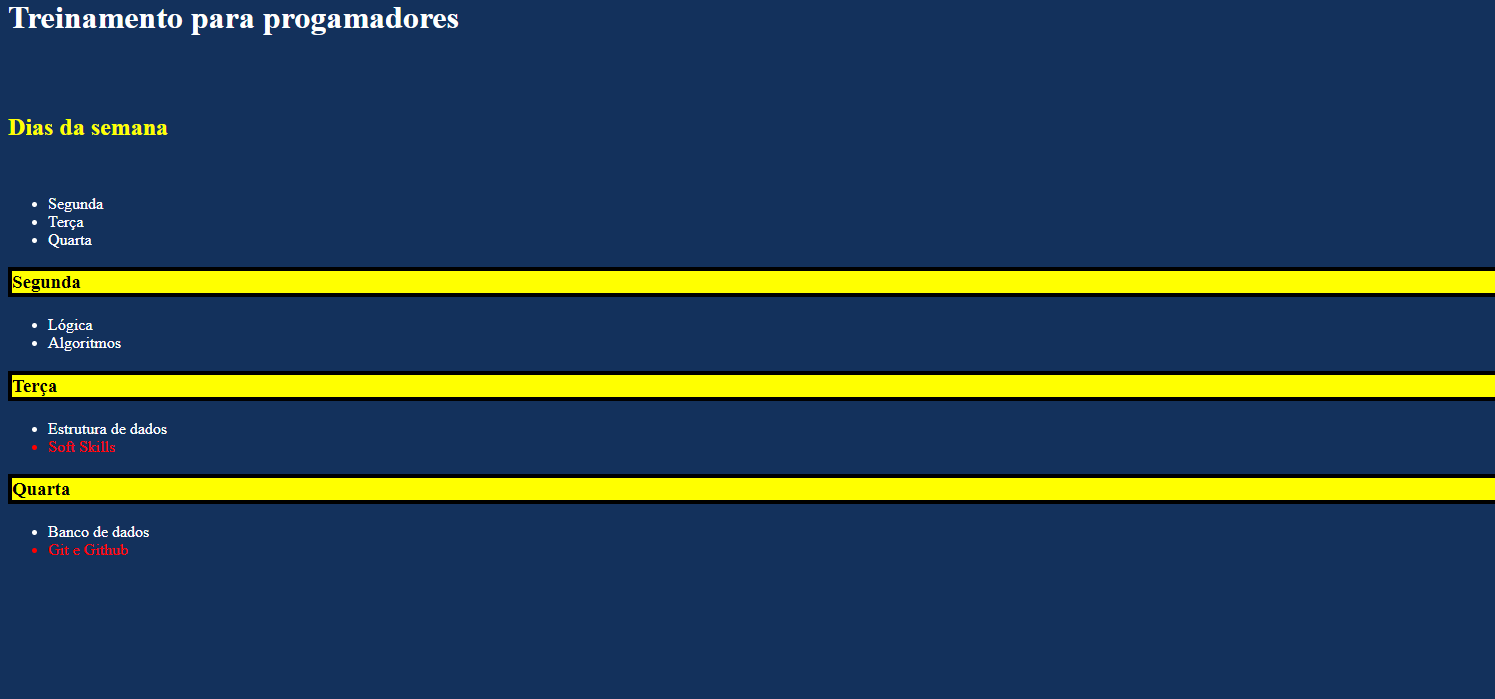 Treinamento para progamadores
Dias da semana
Segunda
Terça
Quarta
Segunda
Lógica
Algoritmos
Terça
Estrutura de dados
Soft Skills
Quarta
Banco de dados
Git e Github